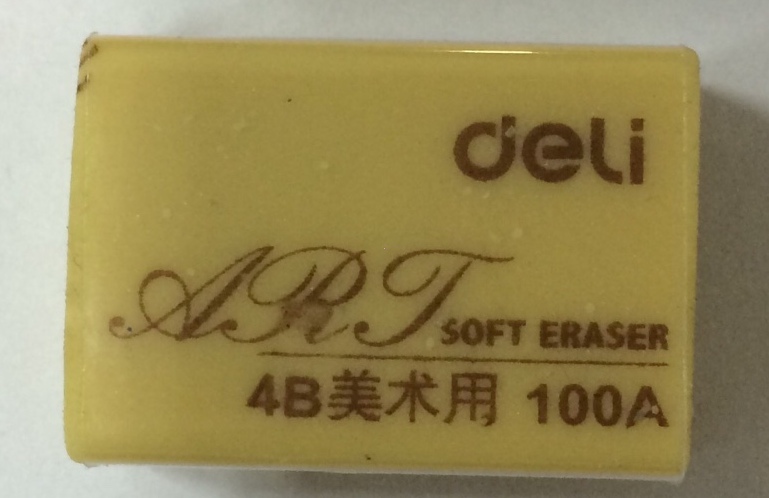 deli
ART SOFT ERASER
4B美术用 100A